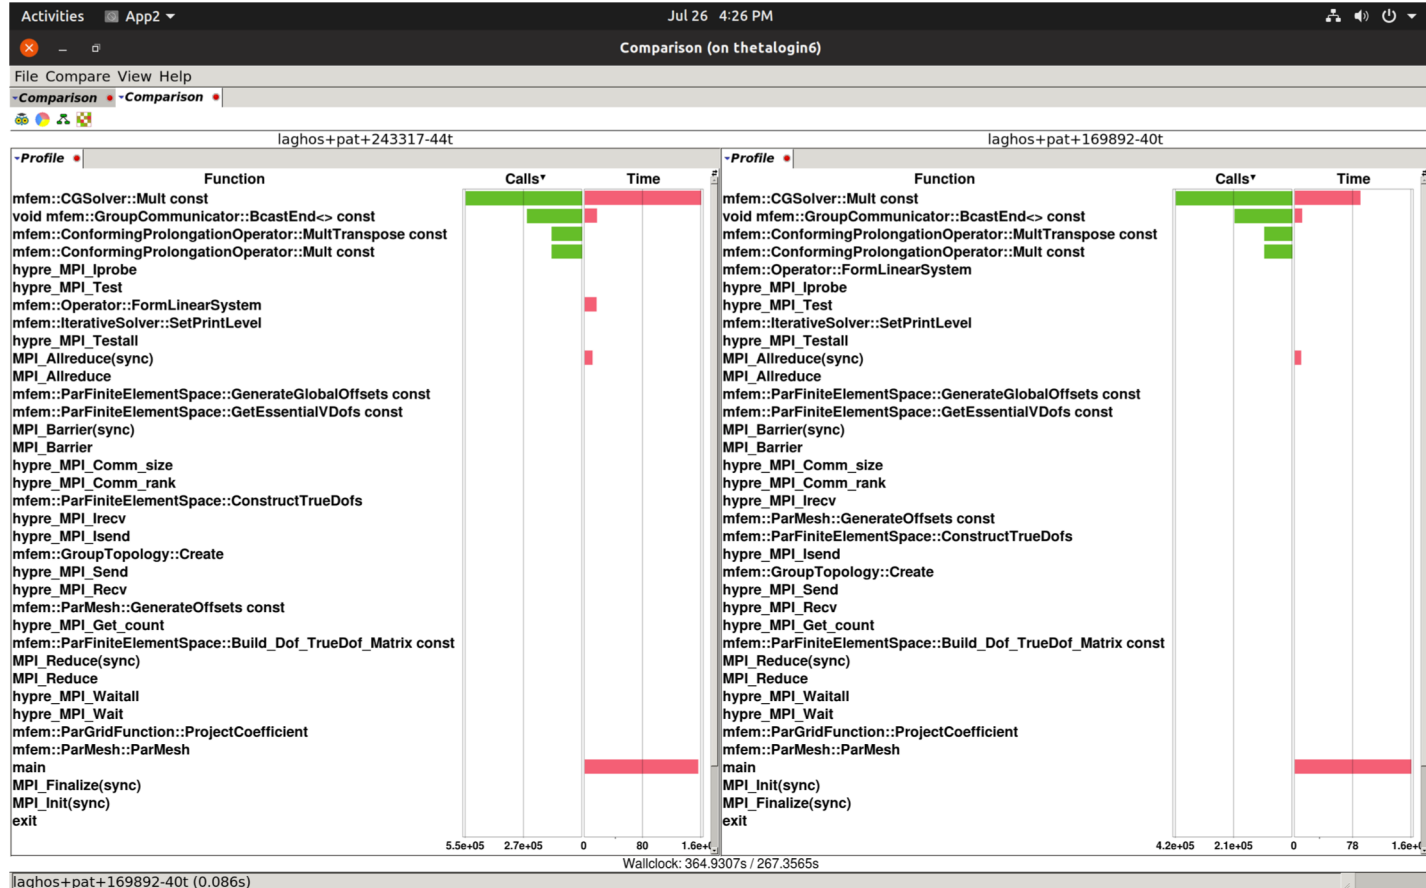 Activities App2 Jul 26 4:26 PM
Comparison (on thetalogin6)
File Compare View Help
Comparison Comparison
laghos+pat+243317-44t laghos+pat+169892-40t
Profile Profile
Function Calls Time Function Calls Time
mfem::CGSolver::Mult const mfem::CGSolver::Mult const
void mfem::GroupCommunicator::BcastEnd<> const void mfem::GroupCommunicator::BcastEnd<> const
mfem::ConformingProlongationOperator::MultTranspose const mfem::ConformingProlongationOperator::MultTranspose const
mfem::ConformingProlongationOperator::Mult const mfem::ConformingProlongationOperator::Mult const
hypre_MPI_Iprobe mfem::Operator::FormLinearSystem
hypre_MPI_Test hypre_MPI_Iprobe
mfem::Operator::FormLinearSystem hypre_MPI_Test
mfem::IterativeSolver::SetPrintLevel mfem::IterativeSolver::SetPrintLevel
hypre_MPI_Testall hypre_MPI_Testall
MPI_Allreduce(sync) MPI_Allreduce(sync)
MPI_Allreduce MPI_Allreduce
mfem::ParFiniteElementSpace::GenerateGlobalOffsets const mfem::ParFiniteElementSpace::GenerateGlobalOffsets const
mfem::ParFiniteElementSpace::GetEssentialVDofs const mfem::ParFiniteElementSpace::GetEssentialVDofs const
MPI_Barrier(sync) MPI_Barrier(sync)
MPI_Barrier MPI_Barrier
hypre_MPI_Comm_size hypre_MPI_Comm_size
hypre_MPI_Comm_rank hypre_MPI_Comm_rank
mfem::ParFiniteElementSpace::ConstructTrueDofs hypre_MPI_Irecv
hypre_MPI_Irecv mfem::ParMesh::GenerateOffsets const
hypre_MPI_Isend mfem::ParFiniteElementSpace::ConstructTrueDofs
mfem::GroupTopology::Create hypre_MPI_Isend
hypre_MPI_Send mfem::GroupTopology::Create
hypre_MPI_Recv hypre_MPI_Send
mfem::ParMesh::GenerateOffsets const hypre_MPI_Recv
hypre_MPI_Get_count hypre_MPI_Get_count
mfem::ParFiniteElementSpace::Build_Dof_TrueDof_Matrix const mfem::ParFiniteElementSpace::Build_Dof_TrueDof_Matrix const
MPI_Reduce(sync) MPI_Reduce(sync)
MPI_Reduce MPI_Reduce
hypre_MPI_Waitall hypre_MPI_Waitall
hypre_MPI_Wait hypre_MPI_Wait
mfem::ParGridFunction::ProjectCoefficient mfem::ParGridFunction::ProjectCoefficient
mfem::ParMesh::ParMesh mfem::ParMesh::ParMesh
main main
MPI_Finalize(sync) MPI_Init(sync)
MPI_Init(sync) MPI_Finalize(sync)
exit exit
5.5e+05 2.7e+05 0 80 4.2e+05 2.1e+05 0 78
Wallclock: 364.9307s / 267.3565s
laghos+pat+169892-40t (0.086s)